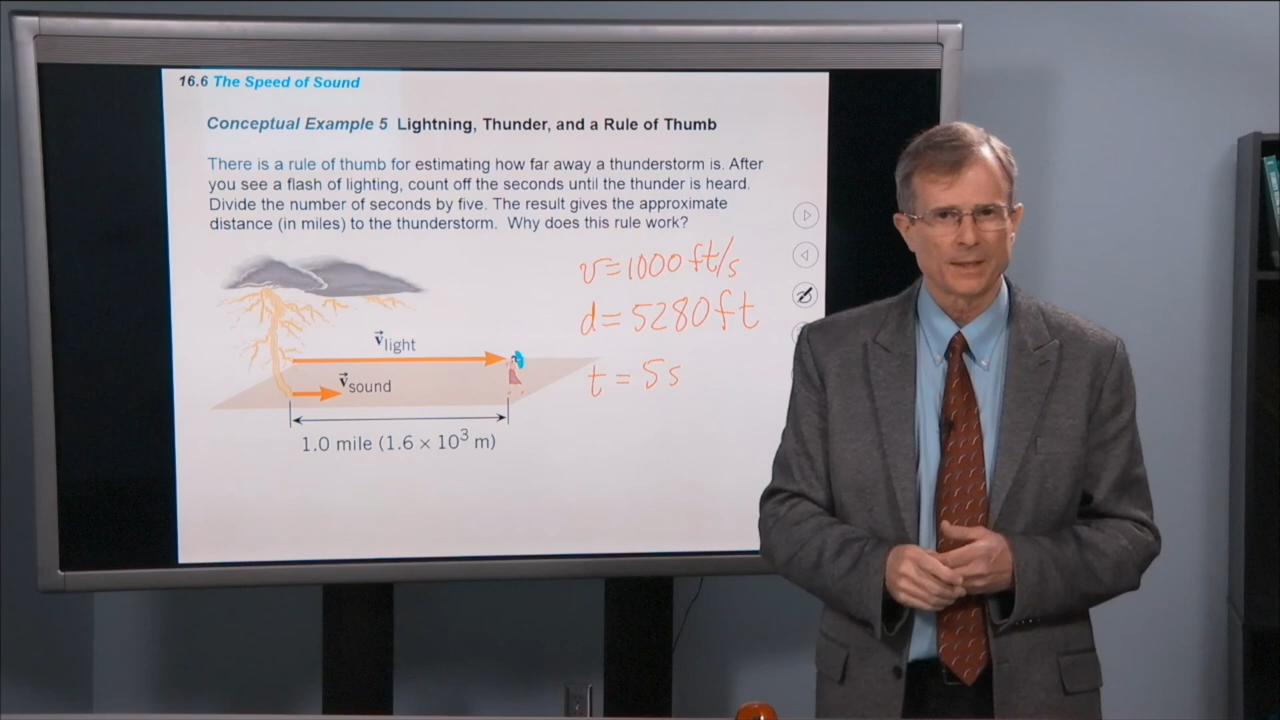 16.6 The Speed of Sound
Conceptual Example 5 Lightning, Thunder, and a Rule of Thumb
There is a rule of thumb for estimating how far away a thunderstorm is. After
you see a flash of lighting, count off the seconds until the thunder is heard.
Divide the number of seconds by five. The result gives the approximate
distance (in miles) to the thunderstorm. Why does this rule work?
v=1000 ft/s
d=5280 ft
t=5s
v⃗light
v⃗sound
1.0 mile (1.6 × 10³ m)